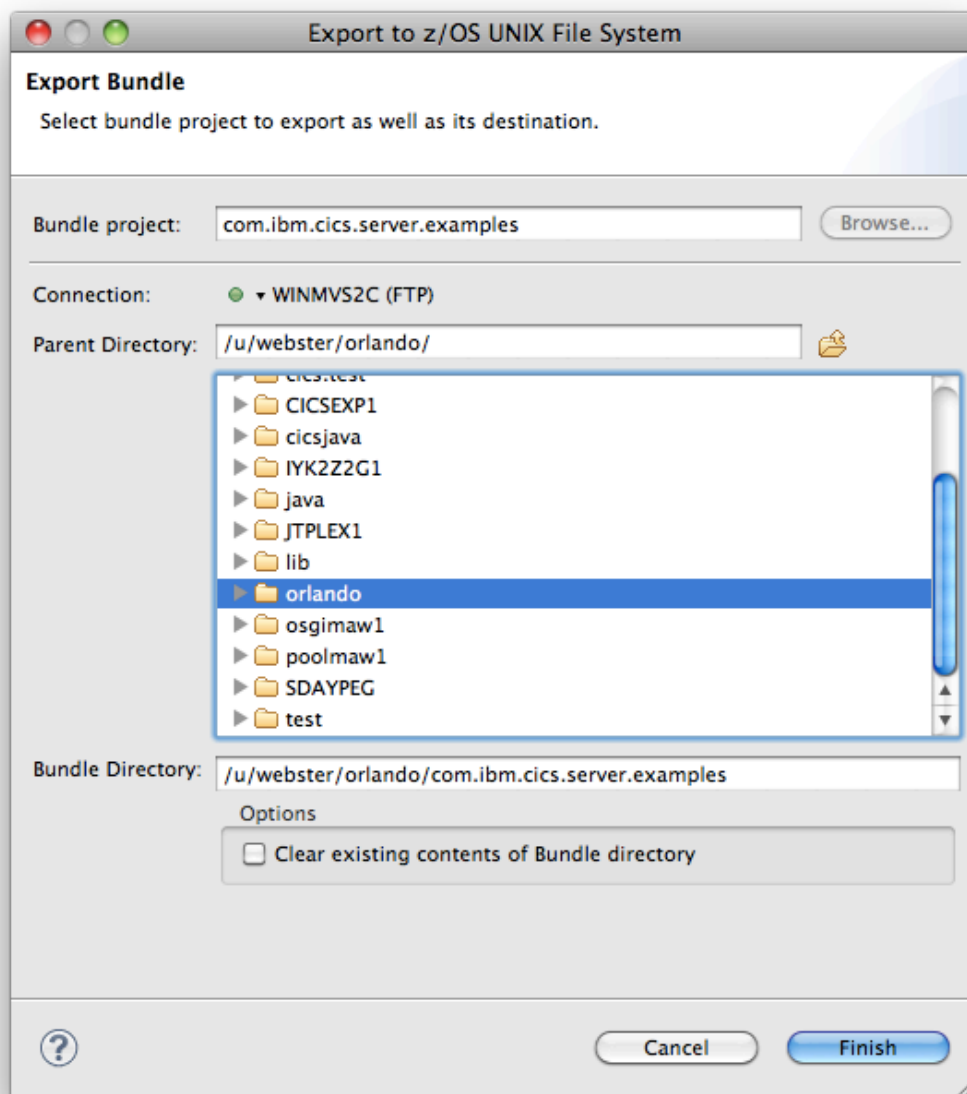 Export to z/OS UNIX File System
Export Bundle
Select bundle project to export as well as its destination.
Bundle project: com.ibm.cics.server.examples Browse...
Connection: WINMVS2C (FTP)
Parent Directory: /u/webster/orlando/
cics.test
CICSEXP1
cicsjava
IYK2Z2G1
java
JTPLEX1
lib
orlando
osgimaw1
poolmaw1
SDAYPEG
test
Bundle Directory: /u/webster/orlando/com.ibm.cics.server.examples
Options
Clear existing contents of Bundle directory
? Cancel Finish